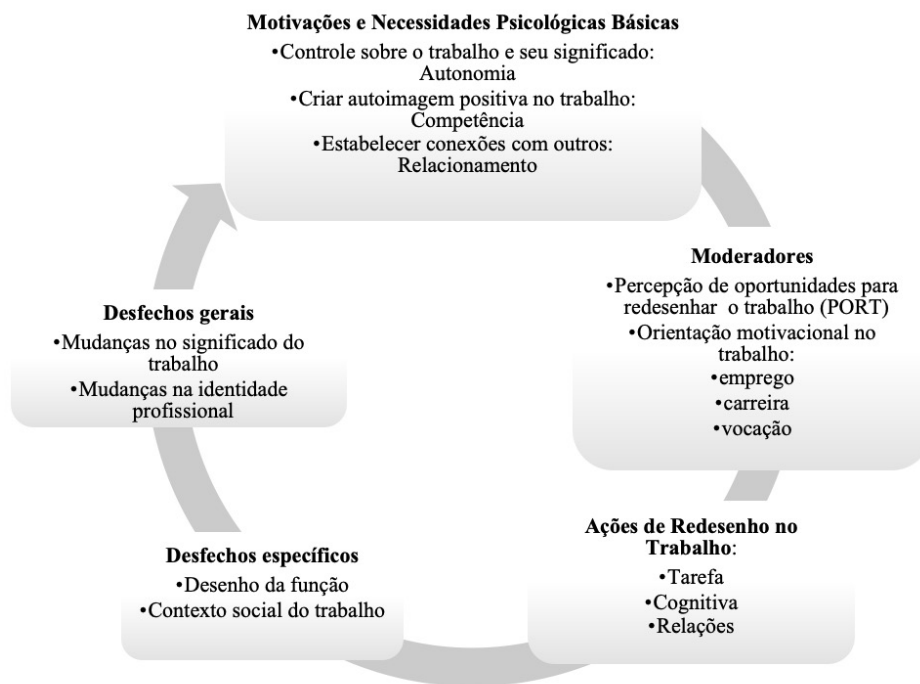 Motivações e Necessidades Psicológicas Básicas
•Controle sobre o trabalho e seu significado:
Autonomia
•Criar autoimagem positiva no trabalho:
Competência
•Estabelecer conexões com outros:
Relacionamento
Moderadores
•Percepção de oportunidades para
redesenhar o trabalho (PORT)
•Orientação motivacional no
trabalho:
•emprego
•carreira
•vocação
Ações de Redesenho no
Trabalho:
•Tarefa
•Cognitiva
•Relações
Desfechos específicos
•Desenho da função
•Contexto social do trabalho
Desfechos gerais
•Mudanças no significado do
trabalho
•Mudanças na identidade
profissional